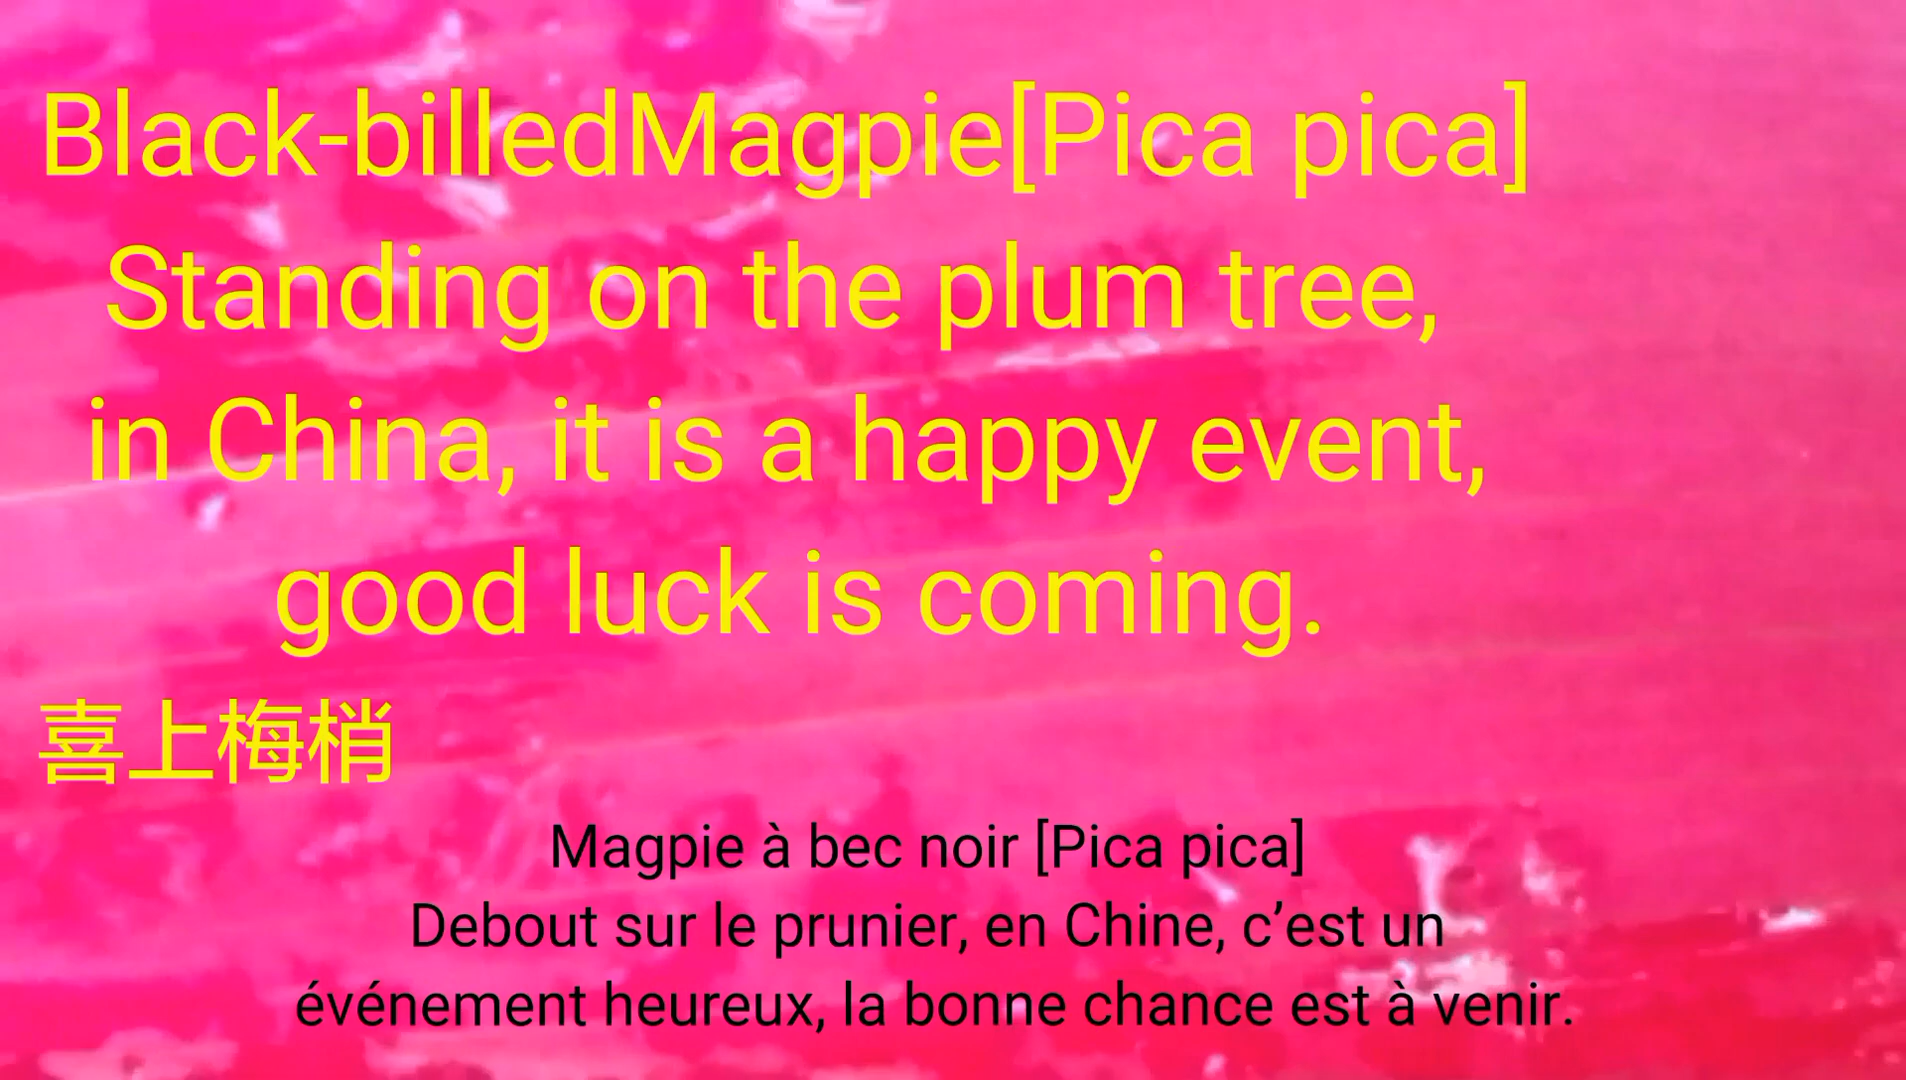 Black-billedMagpie[Pica pica]
Standing on the plum tree,
in China, it is a happy event,
good luck is coming.
喜上梅梢
Magpie à bec noir [Pica pica]
Debout sur le prunier, en Chine, c’est un
événement heureux, la bonne chance est à venir.